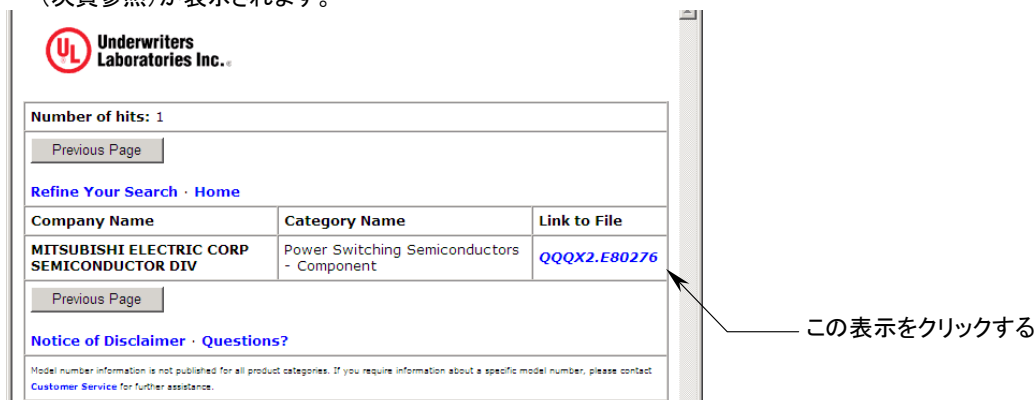 (次頁参照)が表示されます。
UL
Underwriters
Laboratories Inc.®
Number of hits: 1
Previous Page
Refine Your Search · Home
Company Name Category Name Link to File
MITSUBISHI ELECTRIC CORP
SEMICONDUCTOR DIV
Power Switching Semiconductors
- Component
QQQX2.E80276
Previous Page
この表示をクリックする
Notice of Disclaimer · Questions?
Model number information is not published for all product categories. If you require information about a specific model number, please contact
Customer Service for further assistance.